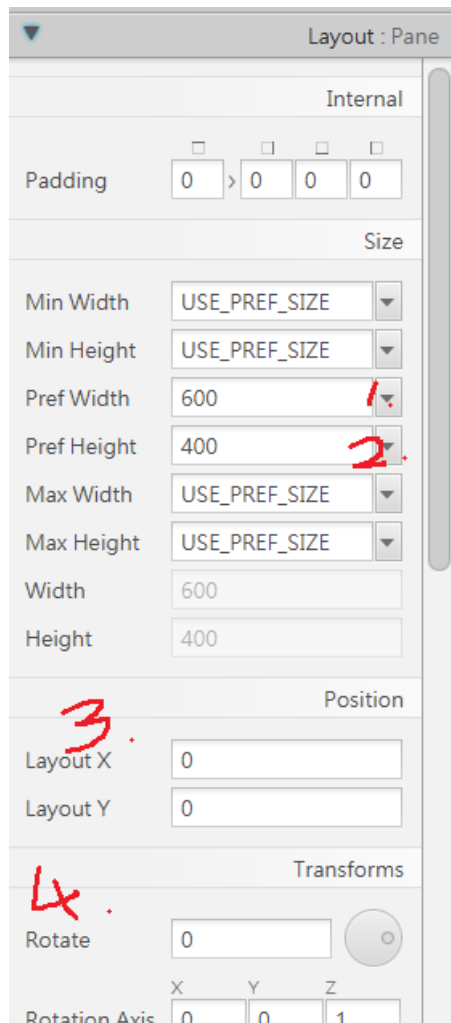 Layout : Pane
Internal
Padding 0 > 0 0 0
Size
Min Width USE_PREF_SIZE
Min Height USE_PREF_SIZE
Pref Width 600 1.
Pref Height 400 2.
Max Width USE_PREF_SIZE
Max Height USE_PREF_SIZE
Width 600
Height 400
Position
3.
Layout X 0
Layout Y 0
Transforms
4.
Rotate 0
X Y Z
Rotation Axis 0 0 1